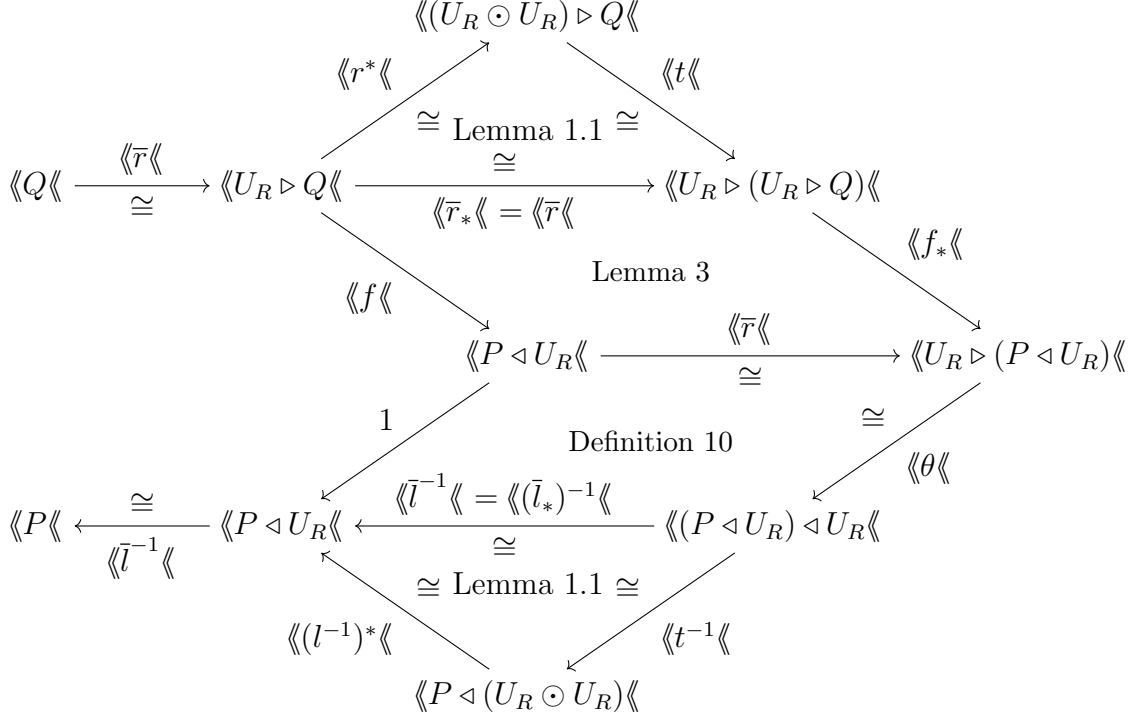 ⟪(U_R ⊙ U_R) ▹ Q⟪
⟪r^*⟪ ⟪t⟪
≅ Lemma 1.1 ≅
⟪r̅⟪ ≅
⟪Q⟪ ⟪U_R ▹ Q⟪ ⟪U_R ▹ (U_R ▹ Q)⟪
≅ ⟪r̅_*⟪ = ⟪r̅⟪
⟪f_*⟪
Lemma 3
⟪f⟪
⟪r̅⟪
⟪P ◃ U_R⟪ ⟪U_R ▹ (P ◃ U_R)⟪
≅
1 ≅
Definition 10
⟪θ⟪
≅ ⟪l̅^{-1}⟪ = ⟪(l̅_*)^{-1}⟪
⟪P⟪ ⟪P ◃ U_R⟪ ⟪(P ◃ U_R) ◃ U_R⟪
⟪l̅^{-1}⟪ ≅
≅ Lemma 1.1 ≅
⟪(l^{-1})^*⟪ ⟪t^{-1}⟪
⟪P ◃ (U_R ⊙ U_R)⟪